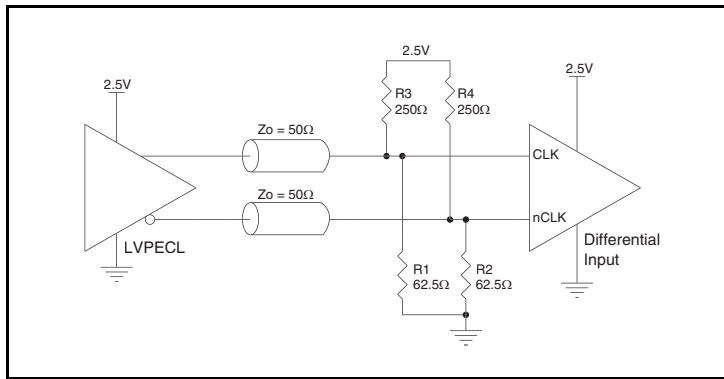 2.5V
2.5V
2.5V
R3
250Ω
R4
250Ω
Zo = 50Ω
CLK
Zo = 50Ω
nCLK
LVPECL
Differential
Input
R1
62.5Ω
R2
62.5Ω